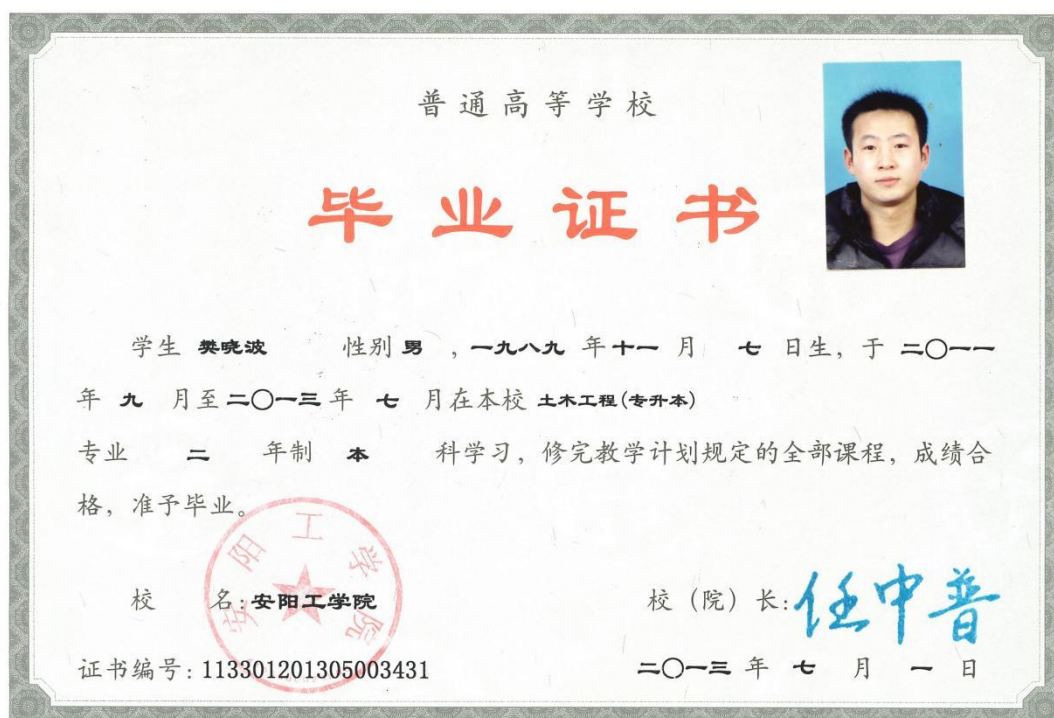 普通高等学校
毕业证书
学生 樊晓波 性别 男 ，一九八九 年 十一 月 七 日生，于 二〇一一
年 九 月至 二〇一三 年 七 月在本校 土木工程(专升本)
专业 二 年制 本 科学习，修完教学计划规定的全部课程，成绩合
格，准予毕业。
安阳工学院
校 名：安阳工学院
校（院）长：任中普
证书编号：113301201305003431
二〇一三 年 七 月 一 日